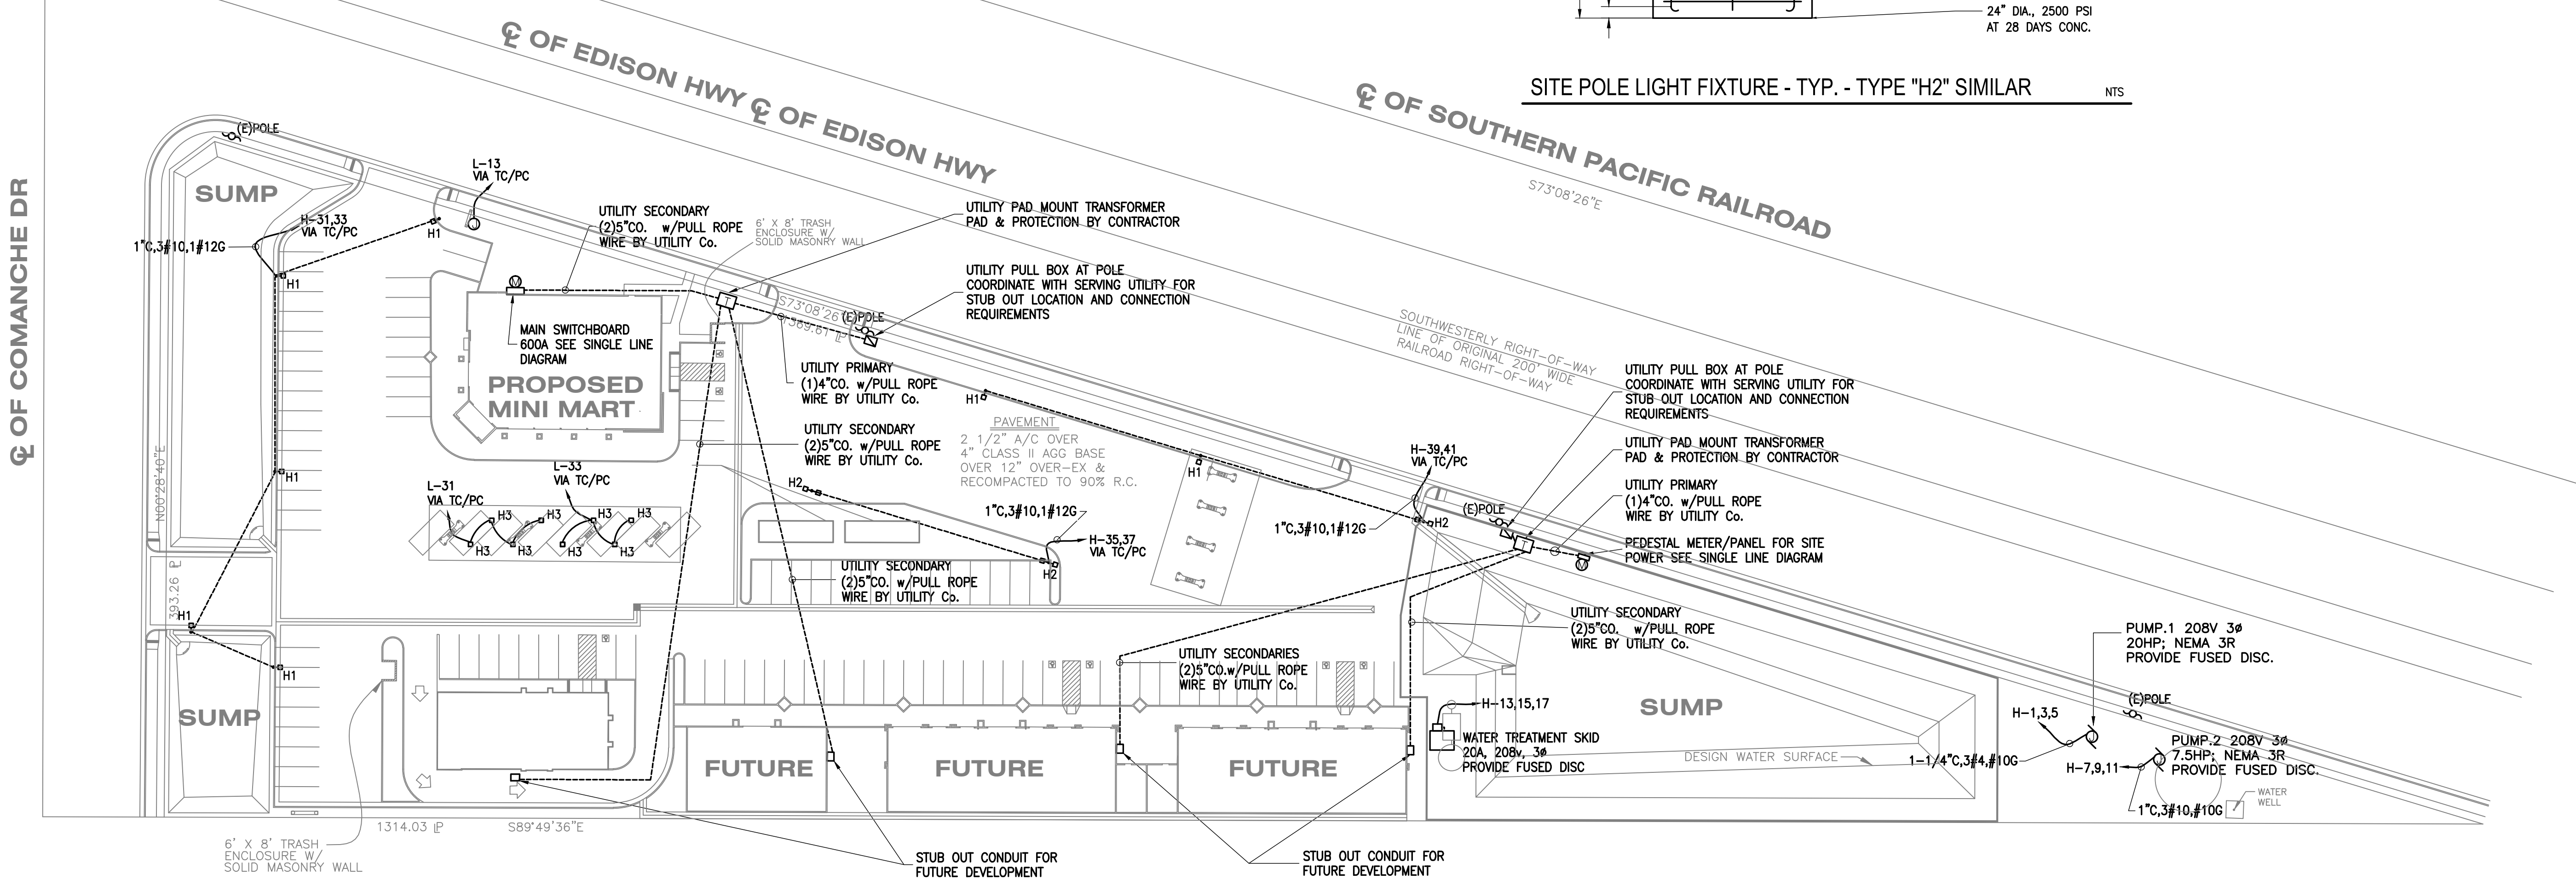 24" DIA., 2500 PSI
AT 28 DAYS CONC.
SITE POLE LIGHT FIXTURE - TYP. - TYPE "H2" SIMILAR
NTS
℄ OF COMANCHE DR
℄ OF EDISON HWY
℄ OF EDISON HWY
℄ OF SOUTHERN PACIFIC RAILROAD
S73°08'26"E
(E)POLE
SUMP
L-13
VIA TC/PC
H-31,33
VIA TC/PC
1"C,3#10,1#12G
H1
H1
UTILITY SECONDARY
(2)5"CO. w/PULL ROPE
WIRE BY UTILITY Co.
6' X 8' TRASH
ENCLOSURE W/
SOLID MASONRY WALL
UTILITY PAD MOUNT TRANSFORMER
PAD & PROTECTION BY CONTRACTOR
UTILITY PULL BOX AT POLE
COORDINATE WITH SERVING UTILITY FOR
STUB OUT LOCATION AND CONNECTION
REQUIREMENTS
J
M
T
S73°08'26"
1369.67' ℙ
(E)POLE
MAIN SWITCHBOARD
600A SEE SINGLE LINE
DIAGRAM
PROPOSED
MINI MART
UTILITY PRIMARY
(1)4"CO. w/PULL ROPE
WIRE BY UTILITY Co.
UTILITY SECONDARY
(2)5"CO. w/PULL ROPE
WIRE BY UTILITY Co.
H1
PAVEMENT
2 1/2" A/C OVER
4" CLASS II AGG BASE
OVER 12" OVER-EX &
RECOMPACTED TO 90% R.C.
SOUTHWESTERLY RIGHT-OF-WAY
LINE OF ORIGINAL 200' WIDE
RAILROAD RIGHT-OF-WAY
UTILITY PULL BOX AT POLE
COORDINATE WITH SERVING UTILITY FOR
STUB OUT LOCATION AND CONNECTION
REQUIREMENTS
UTILITY PAD MOUNT TRANSFORMER
PAD & PROTECTION BY CONTRACTOR
UTILITY PRIMARY
(1)4"CO. w/PULL ROPE
WIRE BY UTILITY Co.
PEDESTAL METER/PANEL FOR SITE
POWER SEE SINGLE LINE DIAGRAM
N00°28'40"E
393.26 ℙ
H1
L-31
VIA TC/PC
L-33
VIA TC/PC
H3
H3
H3
H3
H3
H3
H3
H3
H2
1"C,3#10,1#12G
H-35,37
VIA TC/PC
H2
H1
H-39,41
VIA TC/PC
1"C,3#10,1#12G
H2
(E)POLE
T
M
UTILITY SECONDARY
(2)5"CO. w/PULL ROPE
WIRE BY UTILITY Co.
UTILITY SECONDARY
(2)5"CO. w/PULL ROPE
WIRE BY UTILITY Co.
H1
H1
SUMP
UTILITY SECONDARIES
(2)5"CO.w/PULL ROPE
WIRE BY UTILITY Co.
FUTURE
FUTURE
FUTURE
H-13,15,17
WATER TREATMENT SKID
20A, 208v, 3ø
PROVIDE FUSED DISC
SUMP
DESIGN WATER SURFACE
PUMP.1 208V 3ø
20HP; NEMA 3R
PROVIDE FUSED DISC.
(E)POLE
H-1,3,5
J
1-1/4"C,3#4,#10G
PUMP.2 208V 3ø
7.5HP; NEMA 3R
PROVIDE FUSED DISC.
H-7,9,11
J
1"C,3#10,#10G
WATER
WELL
1314.03 ℙ
S89°49'36"E
6' X 8' TRASH
ENCLOSURE W/
SOLID MASONRY WALL
STUB OUT CONDUIT FOR
FUTURE DEVELOPMENT
STUB OUT CONDUIT FOR
FUTURE DEVELOPMENT